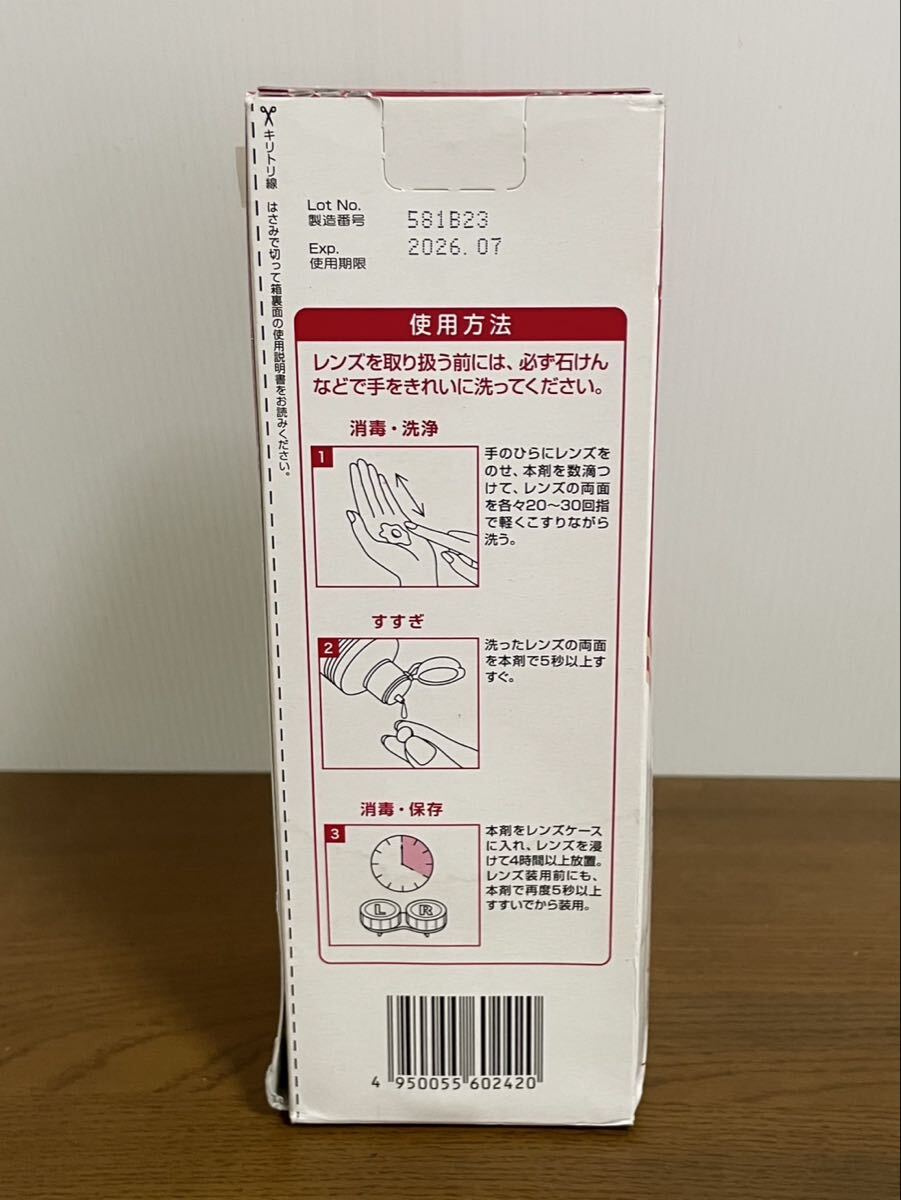 キリトリ線 はさみで切って箱裏面の使用説明書をお読みください。
Lot No.
製造番号
581B23
Exp.
使用期限
2026.07
使用方法
レンズを取り扱う前には、必ず石けん
などで手をきれいに洗ってください。
消毒・洗浄
1
手のひらにレンズを
のせ、本剤を数滴つ
けて、レンズの両面
を各々20〜30回指
で軽くこすりながら
洗う。
すすぎ
2
洗ったレンズの両面
を本剤で5秒以上す
すぐ。
消毒・保存
3
L R
本剤をレンズケース
に入れ、レンズを浸
けて4時間以上放置。
レンズ装用前にも、
本剤で再度5秒以上
すすいでから装用。
4 950055 602420